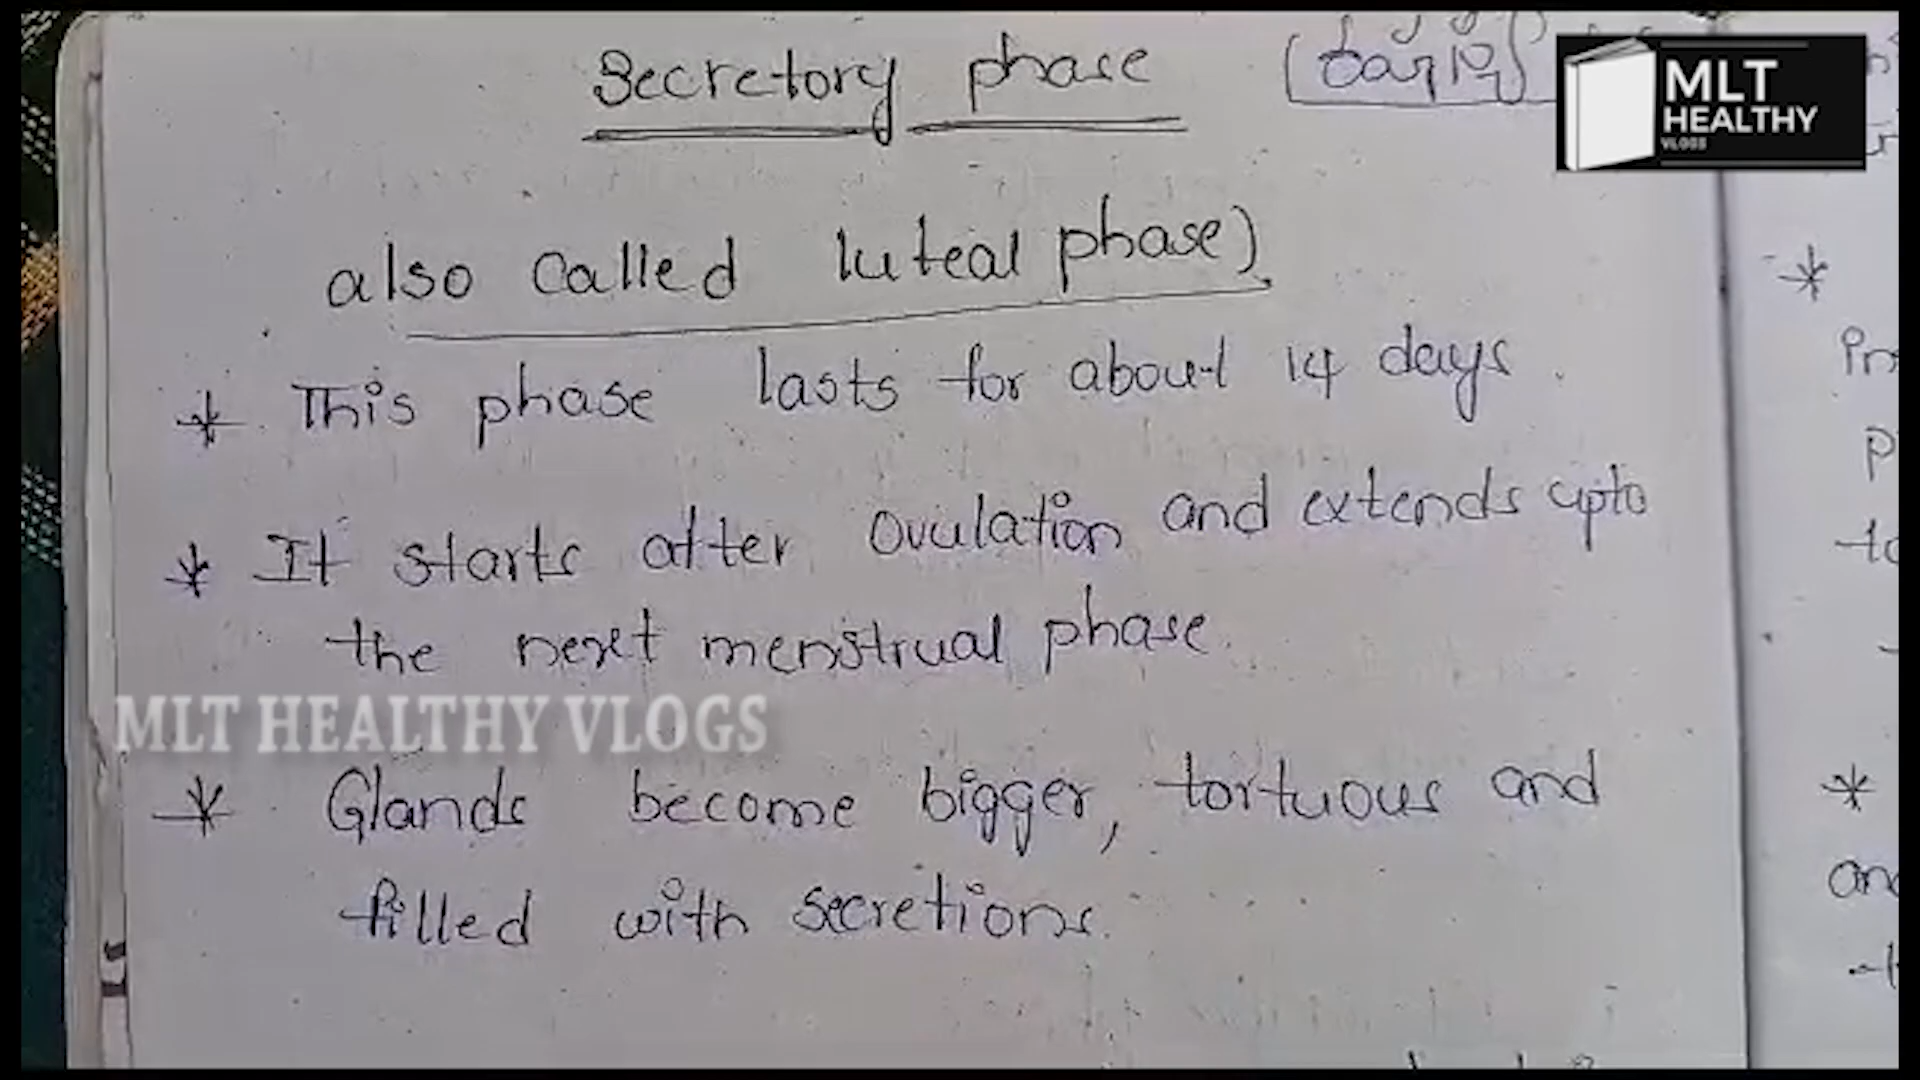 Secretory phase
MLT
HEALTHY
VLOGS
also called luteal phase)
* This phase lasts for about 14 days.
* It starts after ovulation and extends upto
the next menstrual phase.
MLT HEALTHY VLOGS
* Glands become bigger, tortuous and
filled with secretions.